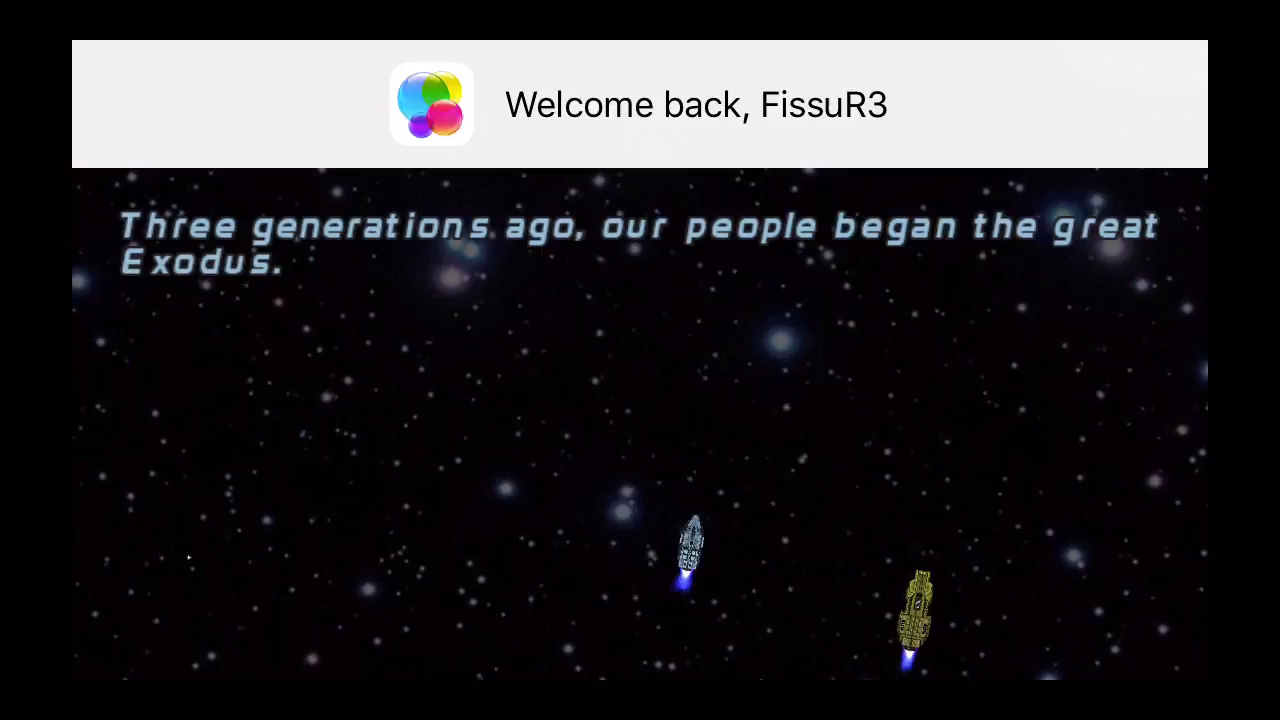 Welcome back, FissuR3
Three generations ago, our people began the great
Exodus.